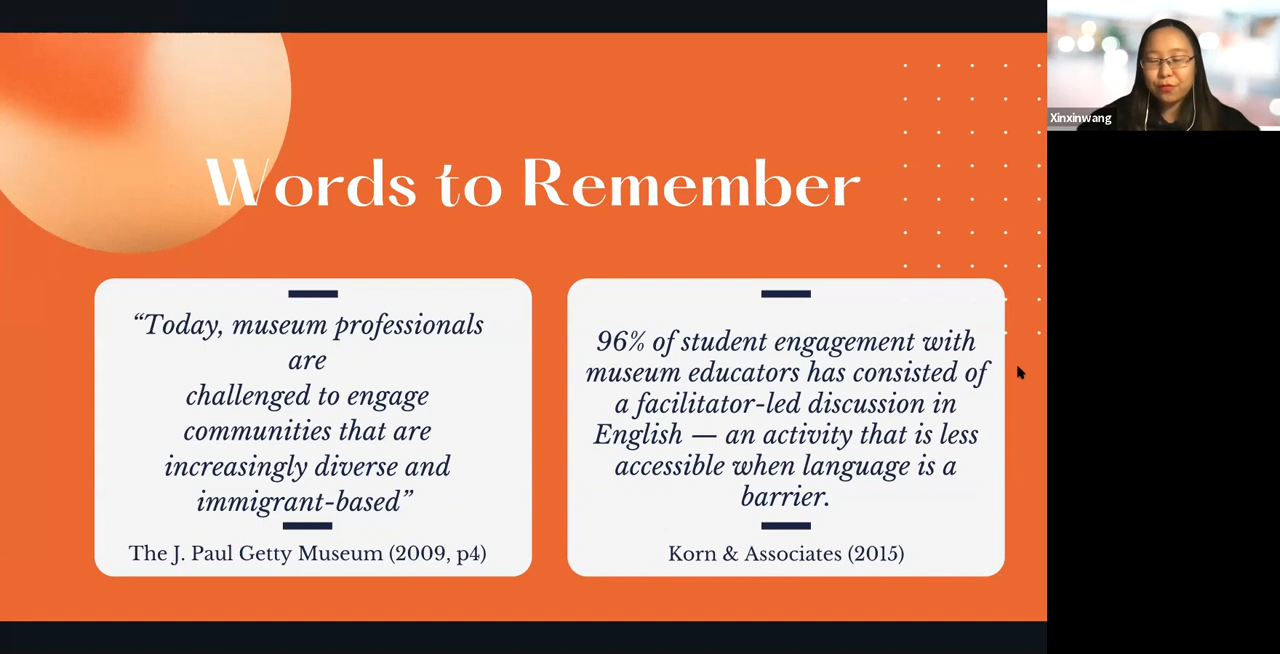 Words to Remember
“Today, museum professionals
are
challenged to engage
communities that are
increasingly diverse and
immigrant-based”
The J. Paul Getty Museum (2009, p4)
96% of student engagement with
museum educators has consisted of
a facilitator-led discussion in
English — an activity that is less
accessible when language is a
barrier.
Korn & Associates (2015)
Xinxinwang